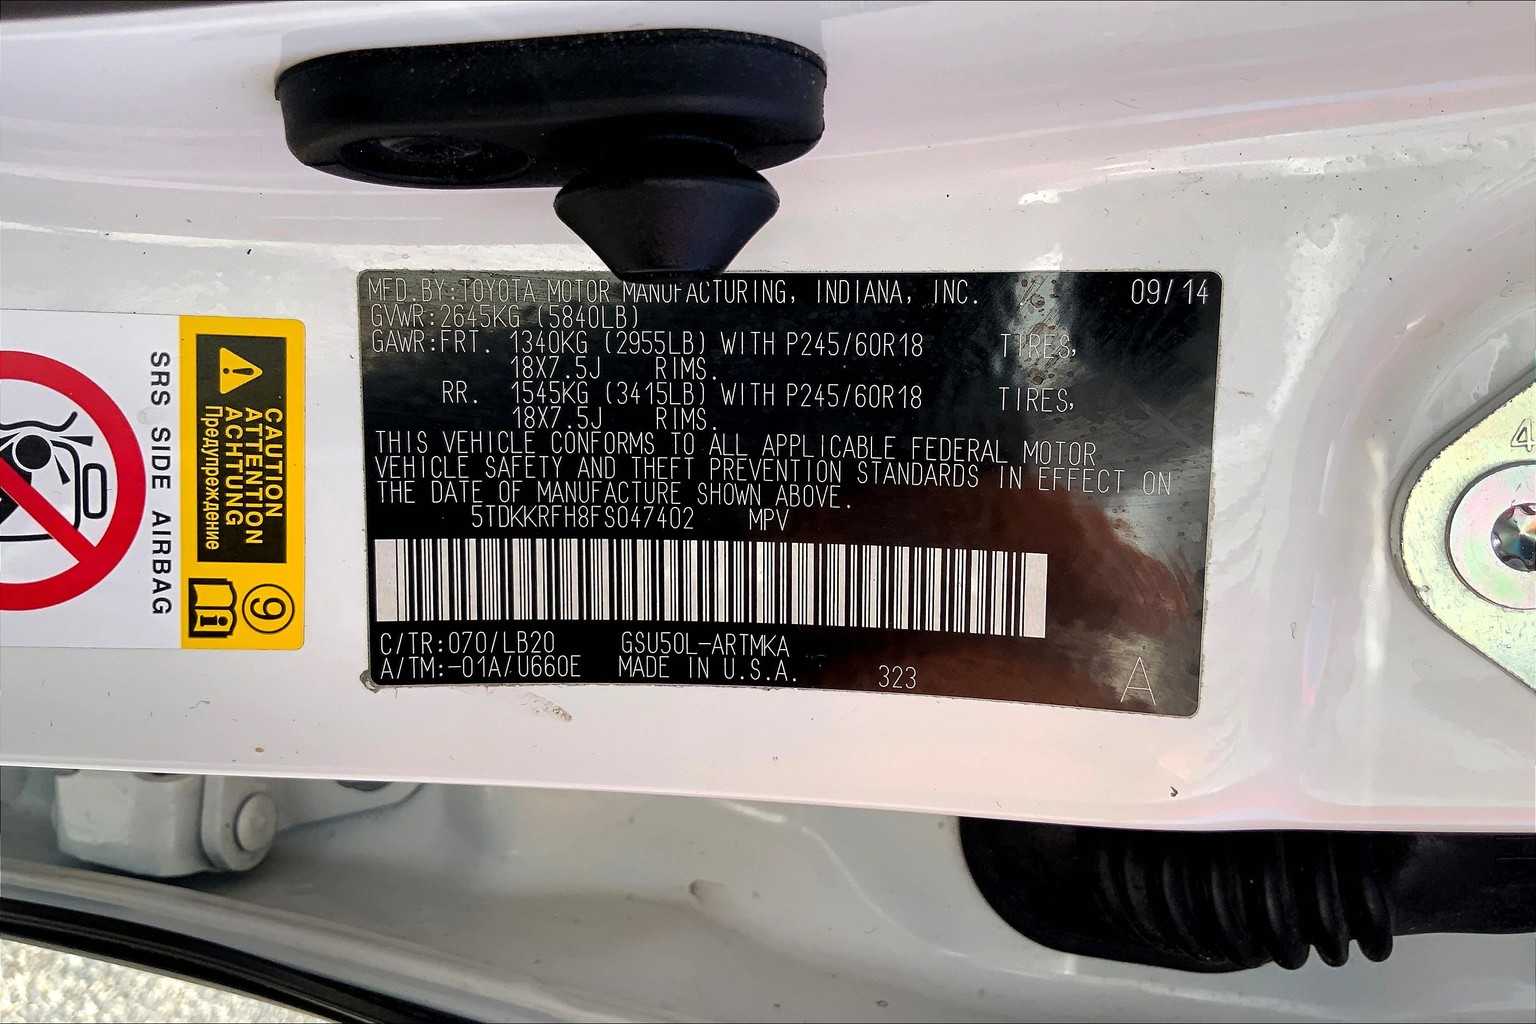 MFD.BY:TOYOTA MOTOR MANUFACTURING, INDIANA, INC. 09/14
GVWR:2645KG (5840LB)
GAWR:FRT. 1340KG (2955LB) WITH P245/60R18 TIRES,
18X7.5J RIMS.
RR. 1545KG (3415LB) WITH P245/60R18 TIRES,
18X7.5J RIMS.
THIS VEHICLE CONFORMS TO ALL APPLICABLE FEDERAL MOTOR
VEHICLE SAFETY AND THEFT PREVENTION STANDARDS IN EFFECT ON
THE DATE OF MANUFACTURE SHOWN ABOVE.
5TDKKRFH8FS047402 MPV
C/TR:070/LB20 GSU50L-ARTMKA
A/TM:-01A/U660E MADE IN U.S.A. 323 A
CAUTION
ATTENTION
ACHTUNG
Предупреждение
9
SRS SIDE AIRBAG
4